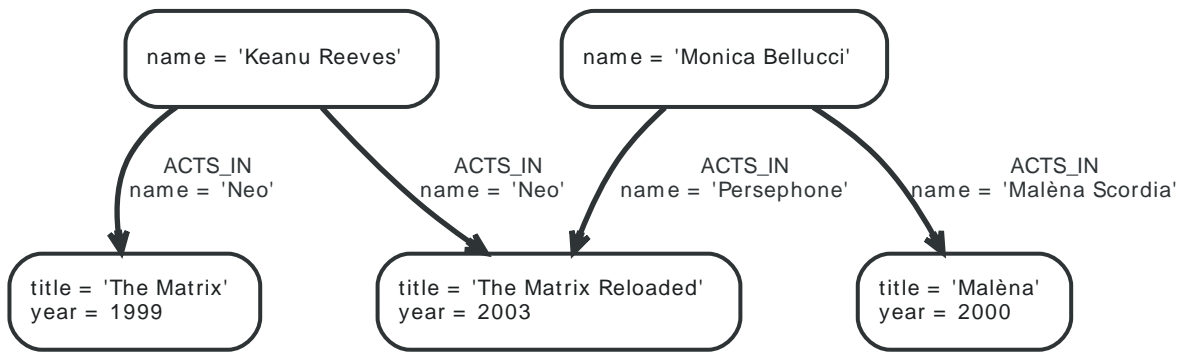 name = 'Keanu Reeves'
name = 'Monica Bellucci'
ACTS_IN
name = 'Neo'
ACTS_IN
name = 'Neo'
ACTS_IN
name = 'Persephone'
ACTS_IN
name = 'Malèna Scordia'
title = 'The Matrix'
year = 1999
title = 'The Matrix Reloaded'
year = 2003
title = 'Malèna'
year = 2000